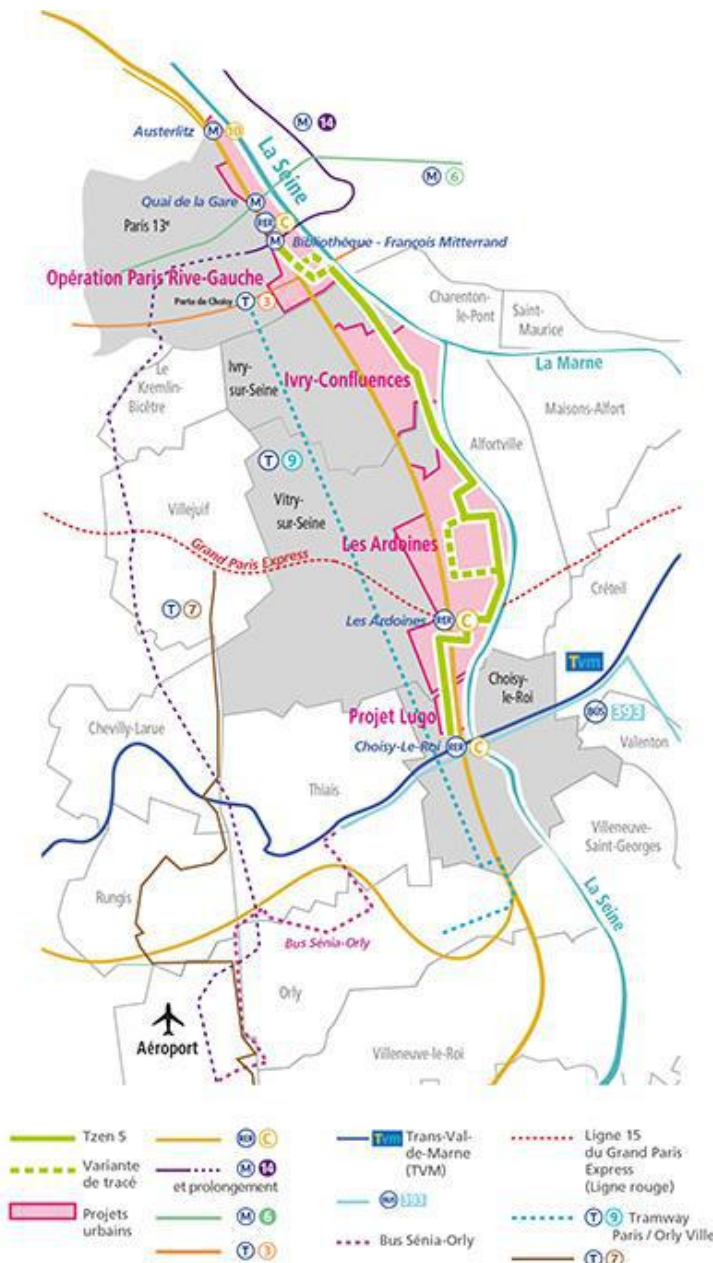 Austerlitz M 10
M 14
La Seine
M 6
Quai de la Gare M
RER C
Paris 13e
M Bibliothèque - François Mitterrand
Opération Paris Rive-Gauche
Porte de Choisy T 3
Charenton-
le-Pont
Saint-
Maurice
La Marne
Le
Kremlin-
Bicêtre
Ivry-
sur-Seine
Ivry-Confluences
Maisons-Alfort
Alfortville
T 9
Villejuif
Vitry-
sur-Seine
Les Ardoines
Grand Paris Express
Créteil
T 7
Les Ardoines RER C
Tvm
Choisy-
le-Roi
BUS 393
Projet Lugo
Chevilly-Larue
Choisy-Le-Roi RER C
Valenton
Thiais
Villeneuve-
Saint-Georges
Rungis
La Seine
Bus Sénia-Orly
Orly
Aéroport
Villeneuve-le-Roi
Tzen 5
Variante
de tracé
Projets
urbains
RER C
M 14
et prolongement
M 6
T 3
Tvm Trans-Val-
de-Marne
(TVM)
BUS 393
Bus Sénia-Orly
Ligne 15
du Grand Paris
Express
(Ligne rouge)
T 9 Tramway
Paris / Orly Ville
T 7